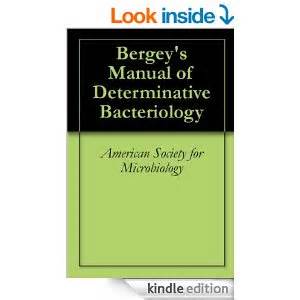 Look inside
Bergey's
Manual of
Determinative
Bacteriology
American Society for
Microbiology
kindle edition